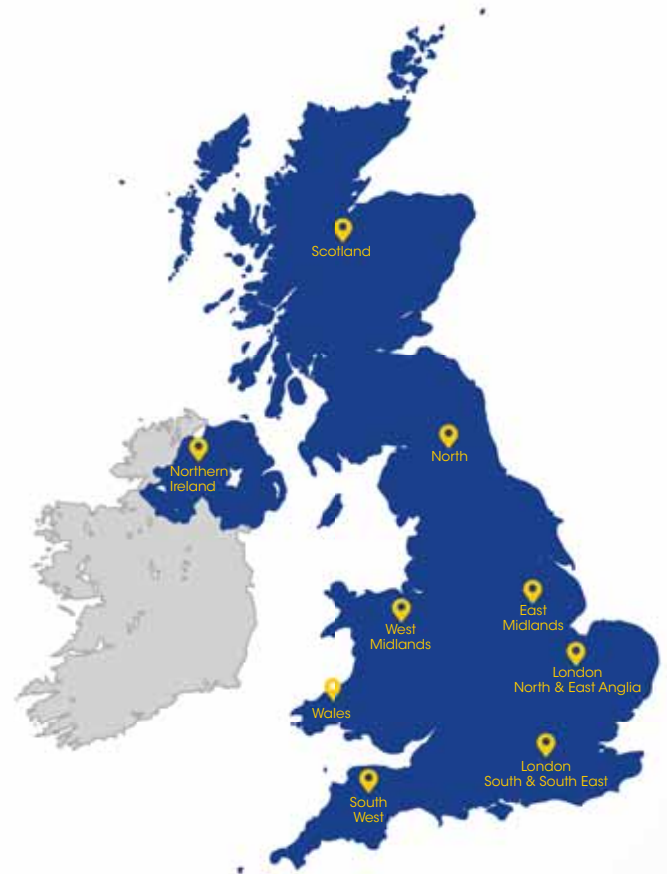 Scotland
North
Northern
Ireland
East
Midlands
West
Midlands
London
North & East Anglia
Wales
London
South & South East
South
West